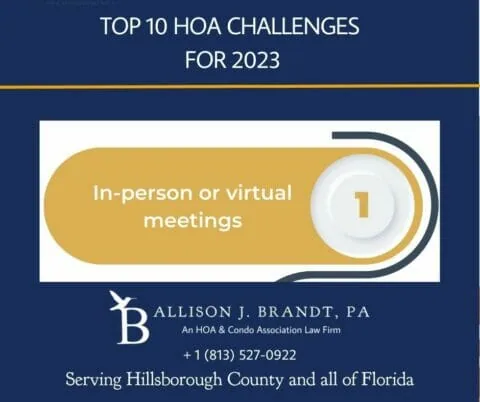 TOP 10 HOA CHALLENGES
FOR 2023
In-person or virtual
meetings
1
B
ALLISON J. BRANDT, PA
An HOA & Condo Association Law Firm
+ 1 (813) 527-0922
Serving Hillsborough County and all of Florida